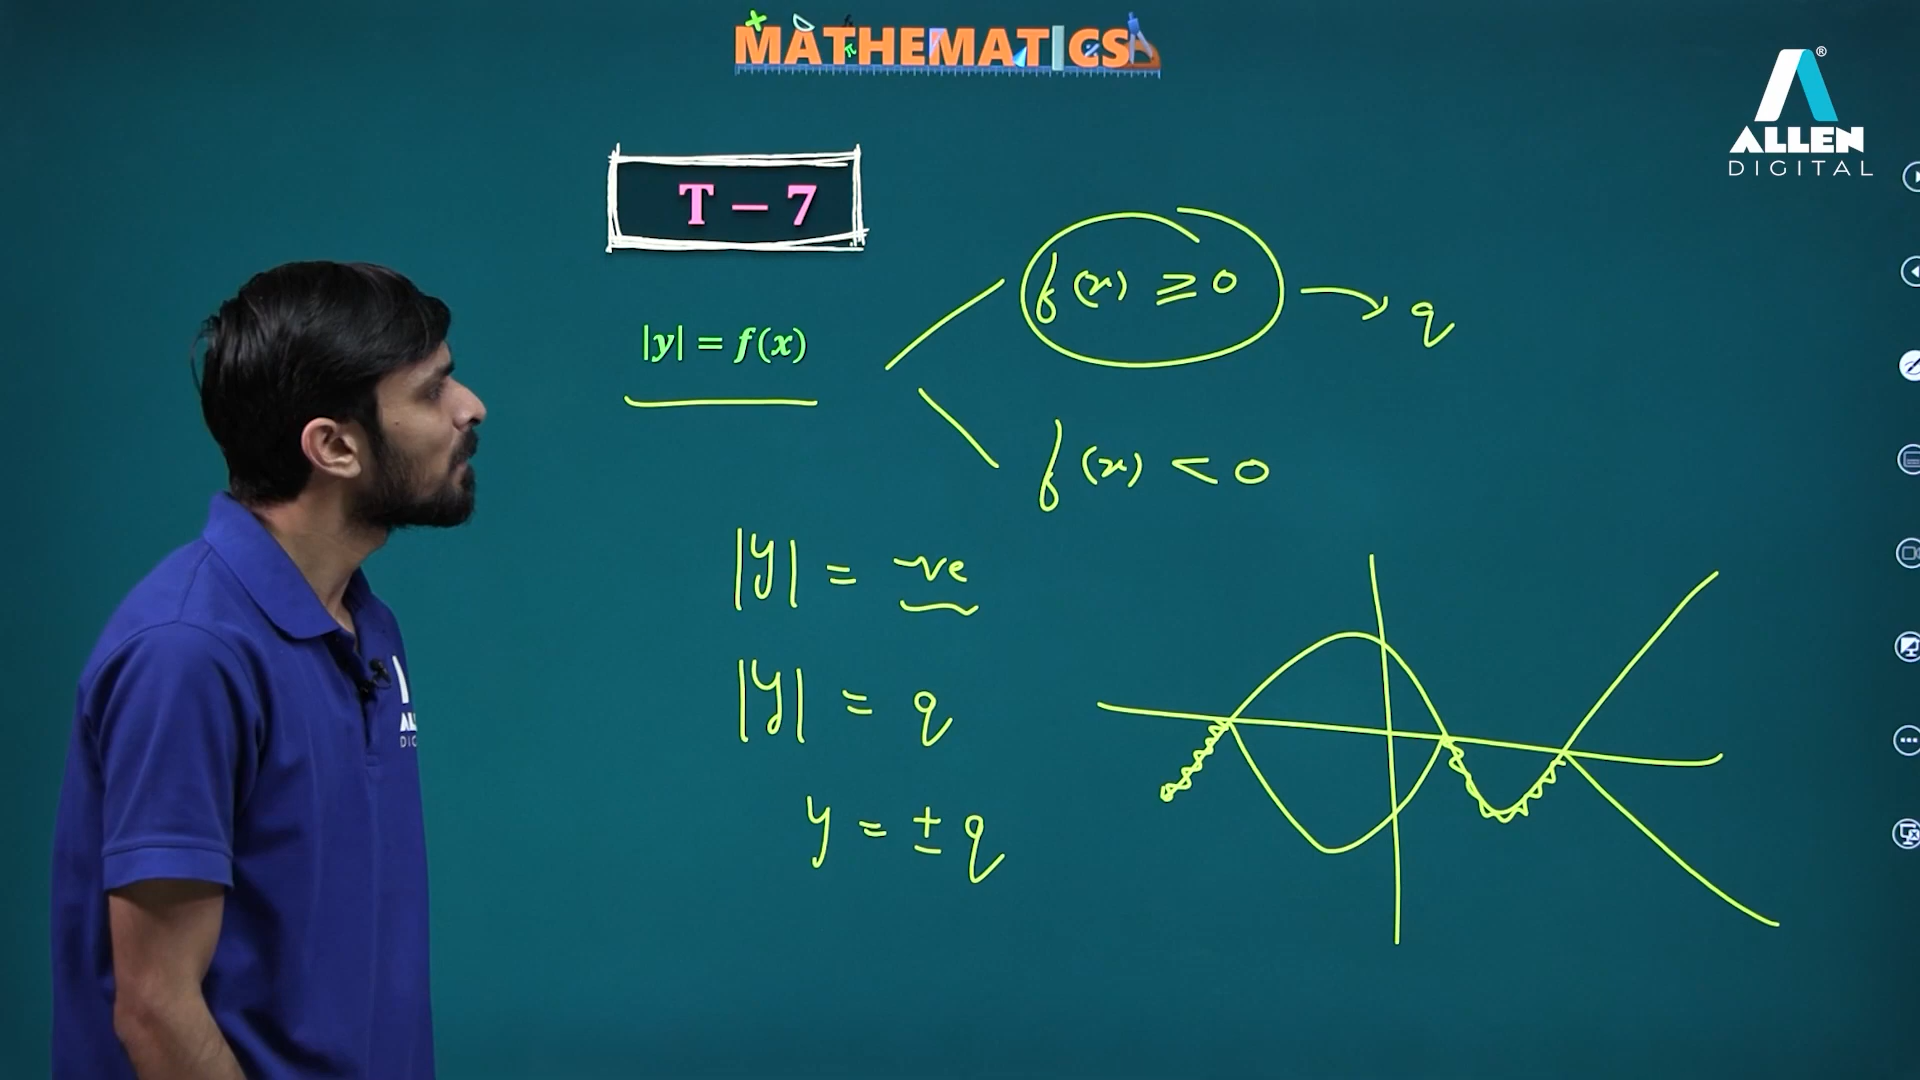 MATHEMATICS
ALLEN
DIGITAL
T – 7
|y| = f(x)
f(x) ≥ 0 → q
f(x) < 0
|y| = -ve
|y| = q
y = ± q